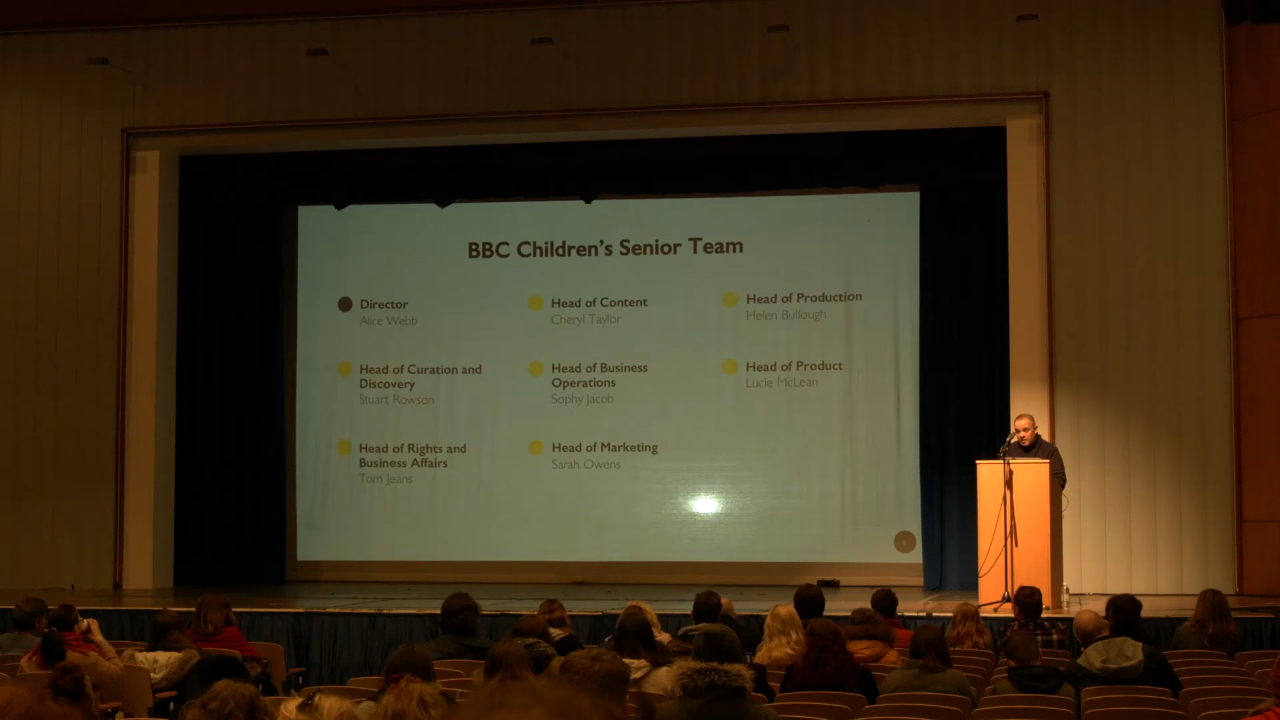 BBC Children's Senior Team
Director
Alice Webb
Head of Content
Cheryl Taylor
Head of Production
Helen Bullough
Head of Curation and
Discovery
Stuart Rowson
Head of Business
Operations
Sophy Jacob
Head of Product
Lucie McLean
Head of Rights and
Business Affairs
Tom Jeans
Head of Marketing
Sarah Owens